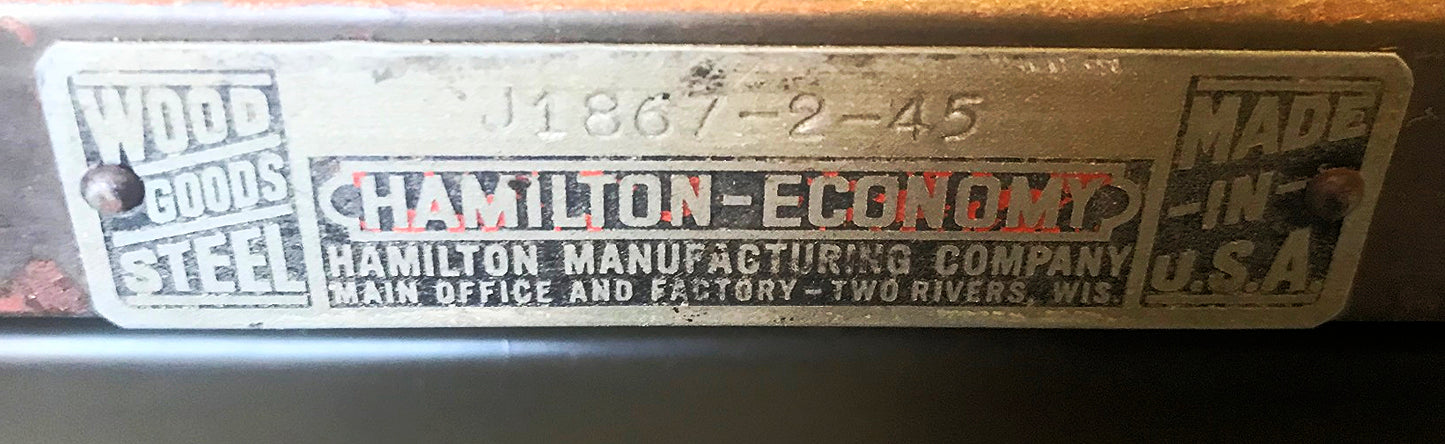 WOOD
GOODS
STEEL
J1867-2-45
HAMILTON-ECONOMY
HAMILTON MANUFACTURING COMPANY
MAIN OFFICE AND FACTORY-TWO RIVERS, WIS.
MADE
-IN-
U.S.A.